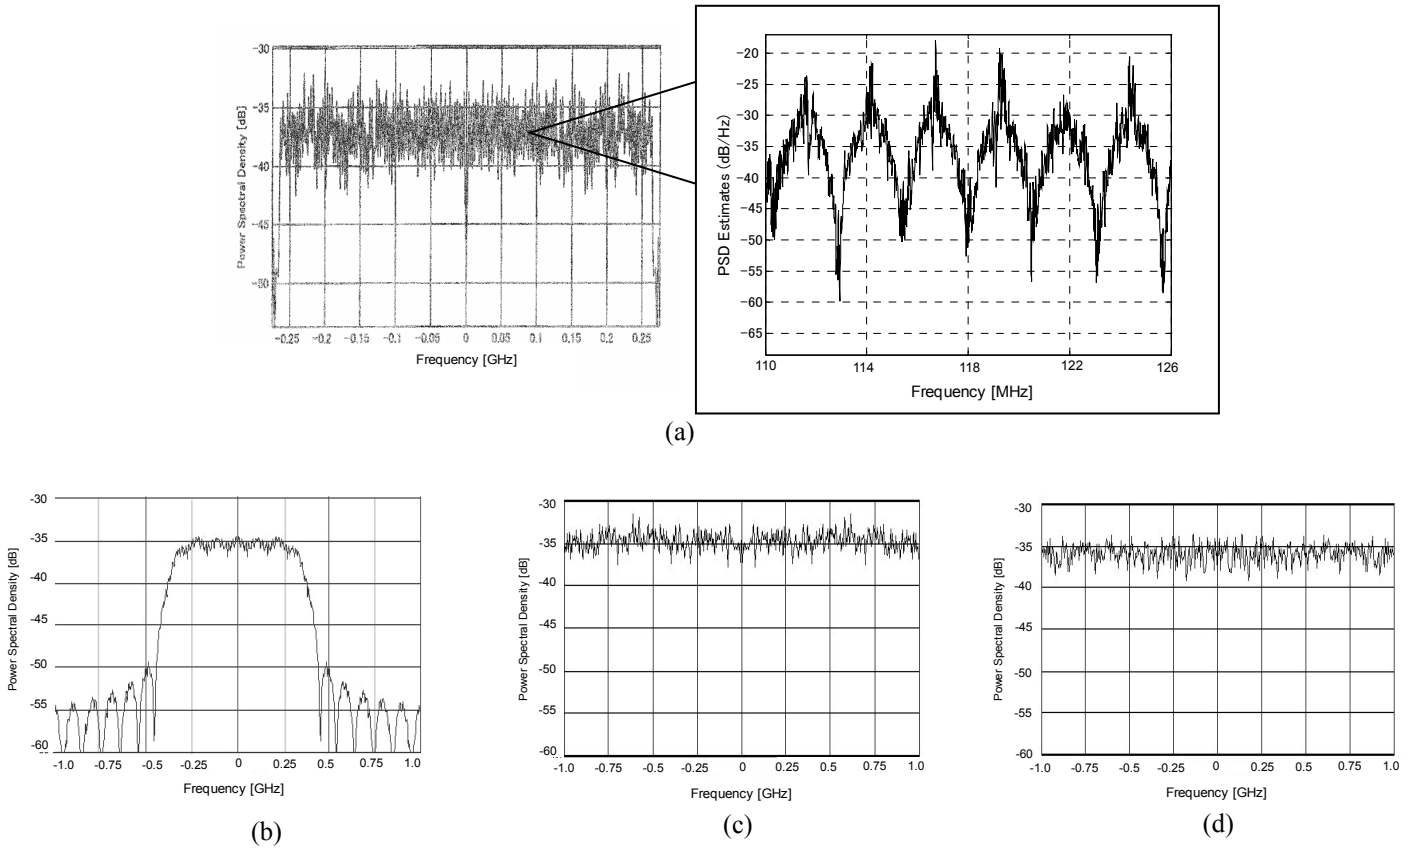 -30
-35
-40
-45
-50
Power Spectral Density [dB]
-0.25 -0.2 -0.15 -0.1 -0.05 0 0.05 0.1 0.15 0.2 0.25
Frequency [GHz]
-20
-25
-30
-35
-40
-45
-50
-55
-60
-65
PSD Estimates (dB/Hz)
110 114 118 122 126
Frequency [MHz]
(a)
-30
-35
-40
-45
-50
-55
-60
Power Spectral Density [dB]
-1.0 -0.75 -0.5 -0.25 0 0.25 0.5 0.75 1.0
Frequency [GHz]
(b)
-30
-35
-40
-45
-50
-55
-60
Power Spectral Density [dB]
-1.0 -0.75 -0.5 -0.25 0 0.25 0.5 0.75 1.0
Frequency [GHz]
(c)
-30
-35
-40
-45
-50
-55
-60
Power Spectral Density [dB]
-1.0 -0.75 -0.5 -0.25 0 0.25 0.5 0.75 1.0
Frequency [GHz]
(d)